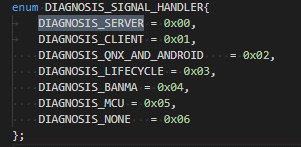 enum DIAGNOSIS_SIGNAL_HANDLER{
DIAGNOSIS_SERVER = 0x00,
DIAGNOSIS_CLIENT = 0x01,
DIAGNOSIS_QNX_AND_ANDROID = 0x02,
DIAGNOSIS_LIFECYCLE = 0x03,
DIAGNOSIS_BANMA = 0x04,
DIAGNOSIS_MCU = 0x05,
DIAGNOSIS_NONE = 0x06
};